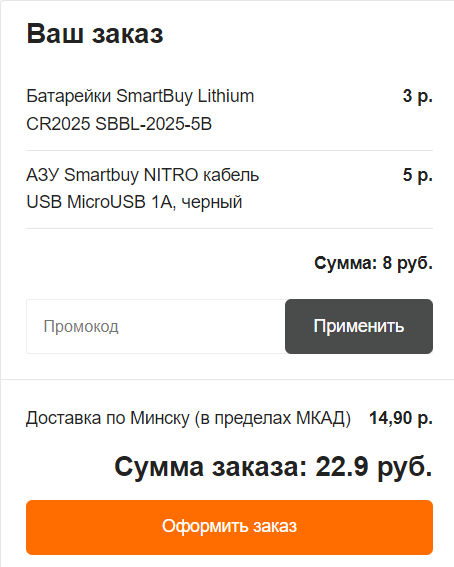 Ваш заказ
Батарейки SmartBuy Lithium 3 р.
CR2025 SBBL-2025-5B
АЗУ Smartbuy NITRO кабель 5 р.
USB MicroUSB 1A, черный
Сумма: 8 руб.
Промокод Применить
Доставка по Минску (в пределах МКАД) 14,90 р.
Сумма заказа: 22.9 руб.
Оформить заказ